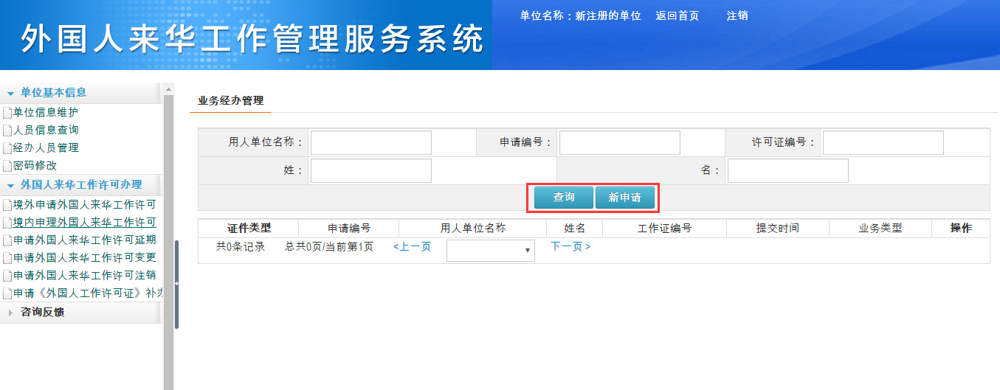 外国人来华工作管理服务系统
单位名称：新注册的单位 返回首页 注销
单位基本信息
单位信息维护
人员信息查询
经办人员管理
密码修改
外国人来华工作许可办理
境外申请外国人来华工作许可
境内申理外国人来华工作许可
申请外国人来华工作许可延期
申请外国人来华工作许可变更
申请外国人来华工作许可注销
申请《外国人工作许可证》补办
咨询反馈
业务经办管理
用人单位名称： 申请编号： 许可证编号：
姓： 名：
查询 新申请
证件类型 申请编号 用人单位名称 姓名 工作证编号 提交时间 业务类型 操作
共0条记录 总共0页/当前第1页 <上一页 下一页>